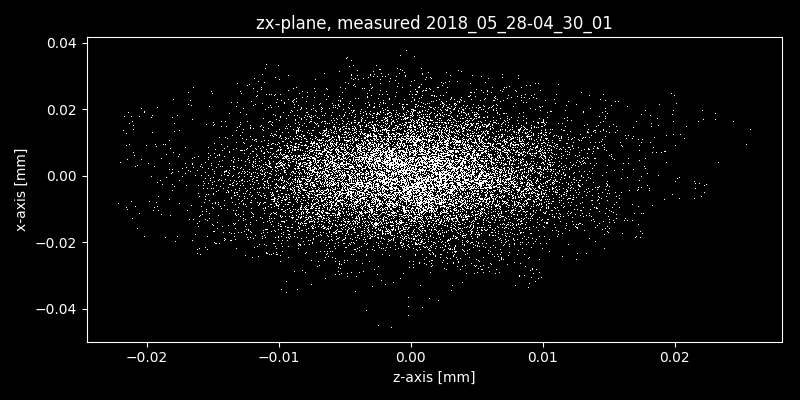 zx-plane, measured 2018_05_28-04_30_01
0.04
0.02
0.00
−0.02
−0.04
x-axis [mm]
−0.02 −0.01 0.00 0.01 0.02
z-axis [mm]